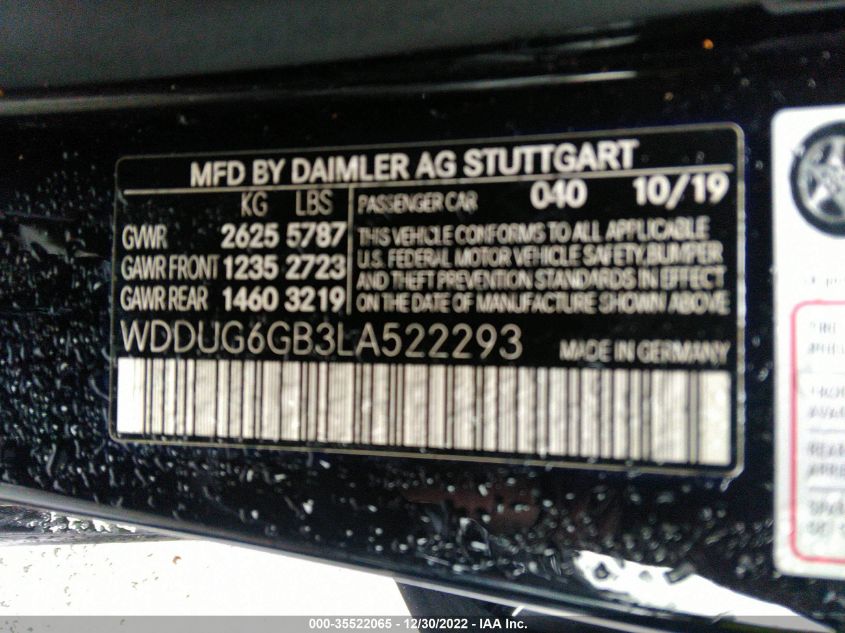 MFD BY DAIMLER AG STUTTGART
KG LBS
GVWR 2625 5787
GAWR FRONT 1235 2723
GAWR REAR 1460 3219
PASSENGER CAR 040 10/19
THIS VEHICLE CONFORMS TO ALL APPLICABLE
U.S. FEDERAL MOTOR VEHICLE SAFETY, BUMPER
AND THEFT PREVENTION STANDARDS IN EFFECT
ON THE DATE OF MANUFACTURE SHOWN ABOVE
WDDUG6GB3LA522293 MADE IN GERMANY
000-35522065 - 12/30/2022 - IAA Inc.